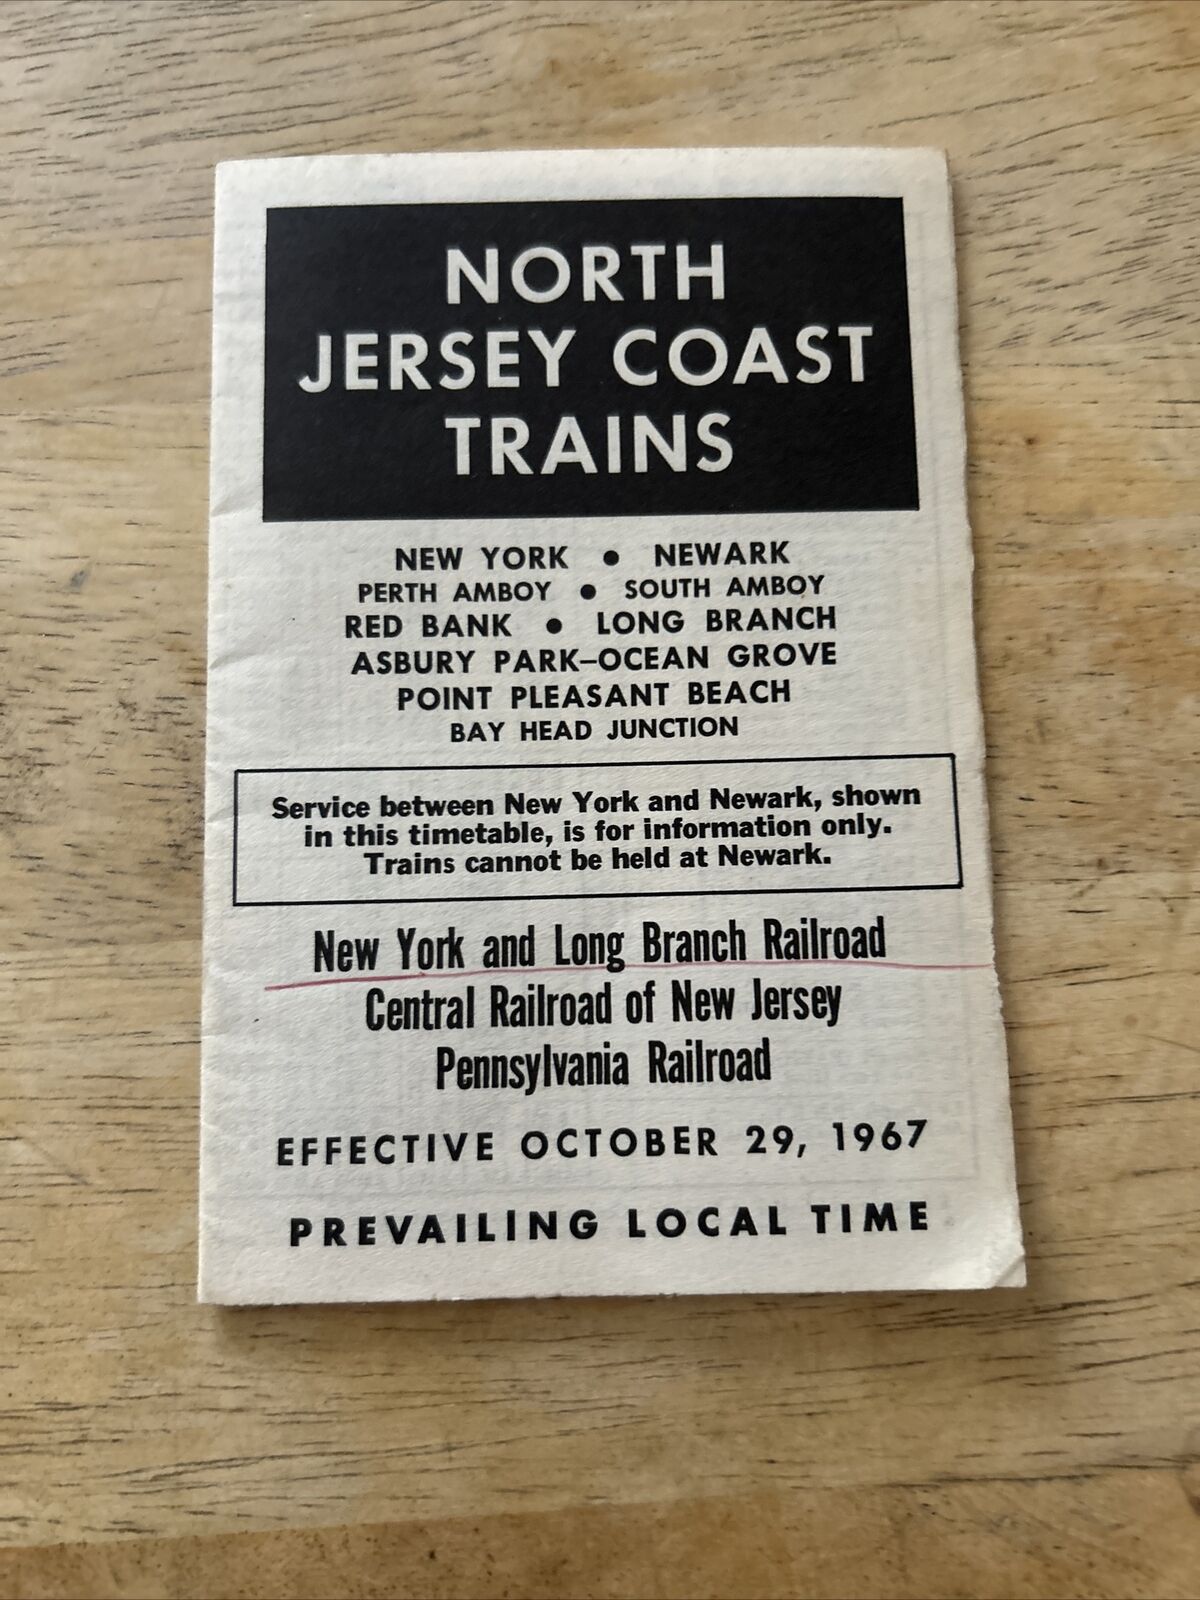 NORTH
JERSEY COAST
TRAINS
NEW YORK • NEWARK
PERTH AMBOY • SOUTH AMBOY
RED BANK • LONG BRANCH
ASBURY PARK–OCEAN GROVE
POINT PLEASANT BEACH
BAY HEAD JUNCTION
Service between New York and Newark, shown
in this timetable, is for information only.
Trains cannot be held at Newark.
New York and Long Branch Railroad
Central Railroad of New Jersey
Pennsylvania Railroad
EFFECTIVE OCTOBER 29, 1967
PREVAILING LOCAL TIME